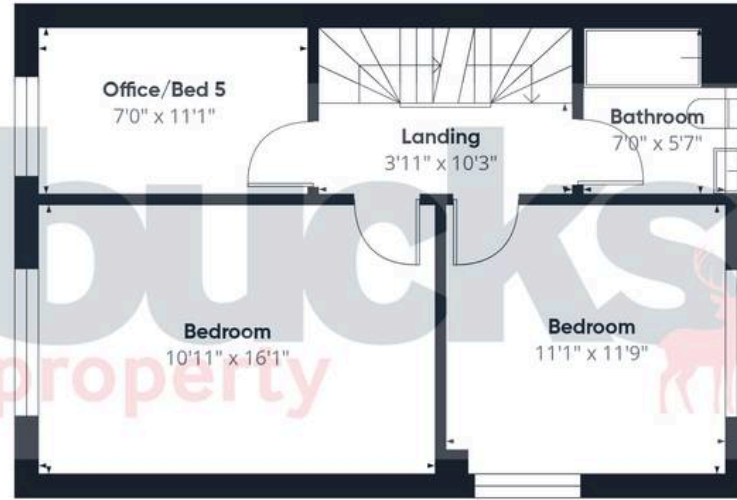 Office/Bed 5
7'0" x 11'1"
Landing
3'11" x 10'3"
Bathroom
7'0" x 5'7"
Bedroom
10'11" x 16'1"
Bedroom
11'1" x 11'9"
bucks
property